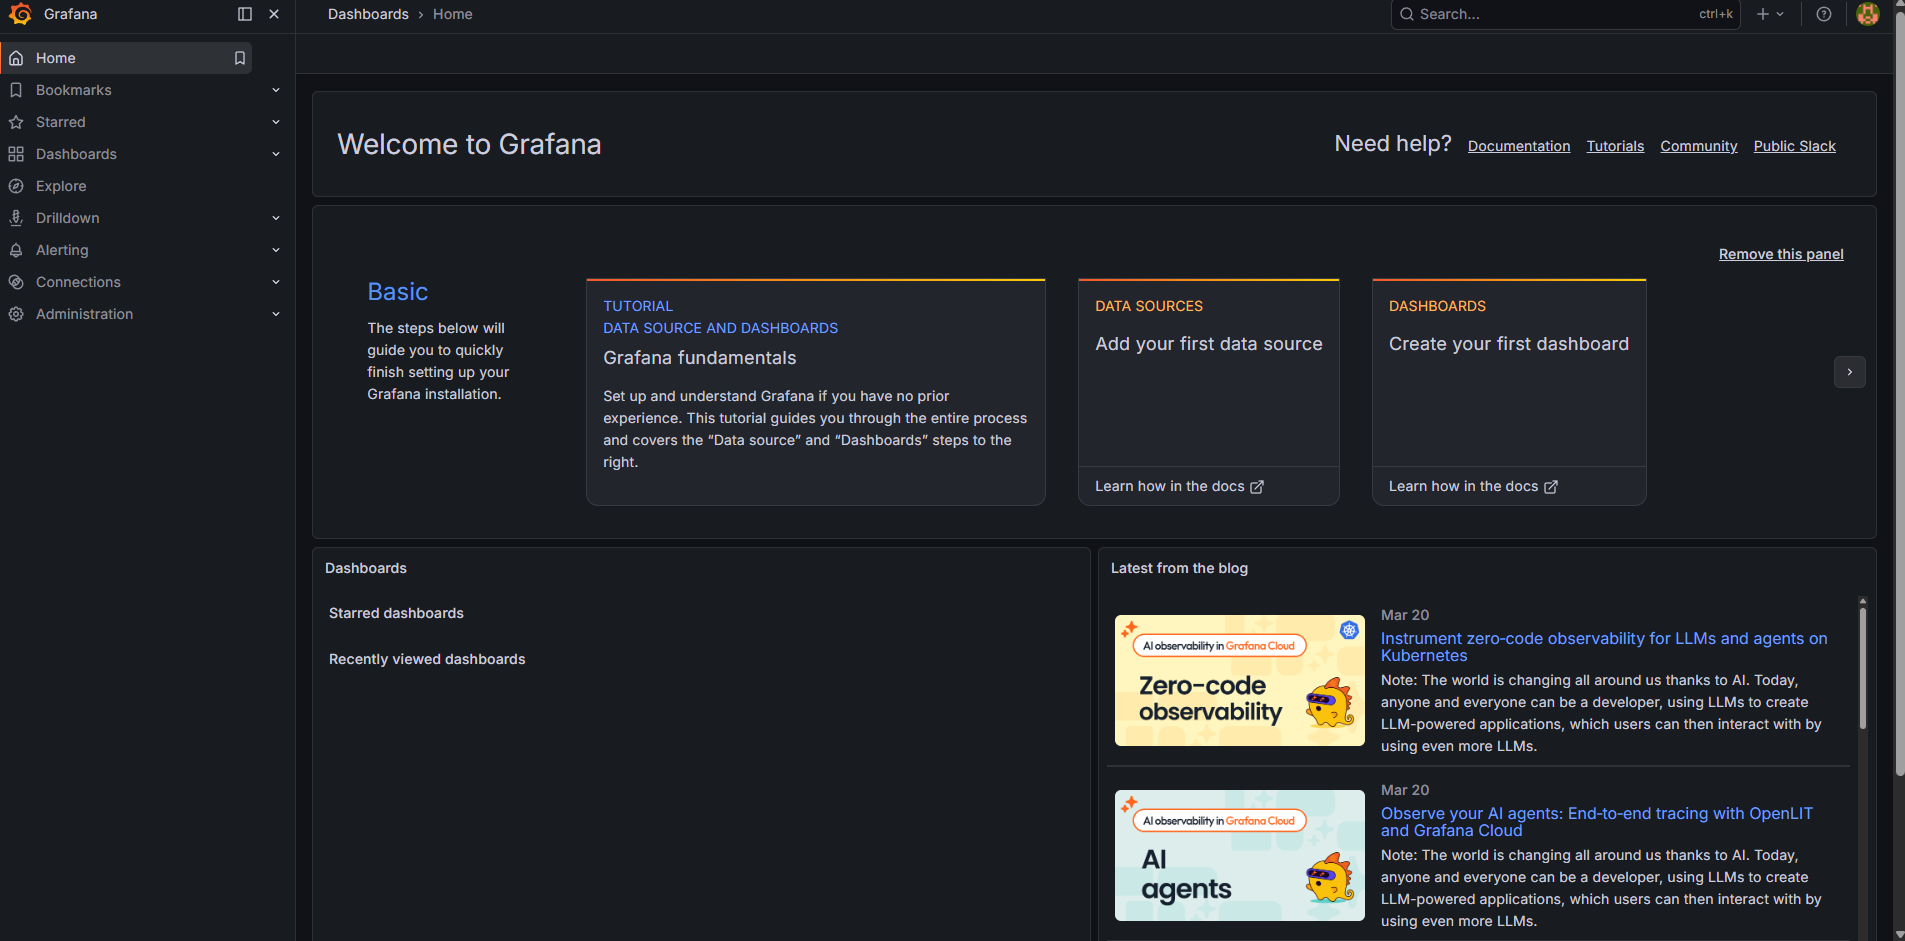 Grafana
Dashboards › Home
Search...
ctrl+k
Home
Bookmarks
Starred
Dashboards
Explore
Drilldown
Alerting
Connections
Administration
Welcome to Grafana
Need help?
Documentation
Tutorials
Community
Public Slack
Remove this panel
Basic
The steps below will
guide you to quickly
finish setting up your
Grafana installation.
TUTORIAL
DATA SOURCE AND DASHBOARDS
Grafana fundamentals
Set up and understand Grafana if you have no prior
experience. This tutorial guides you through the entire process
and covers the “Data source” and “Dashboards” steps to the
right.
DATA SOURCES
Add your first data source
Learn how in the docs
DASHBOARDS
Create your first dashboard
Learn how in the docs
Dashboards
Starred dashboards
Recently viewed dashboards
Latest from the blog
AI observability in Grafana Cloud
Zero-code
observability
Mar 20
Instrument zero-code observability for LLMs and agents on
Kubernetes
Note: The world is changing all around us thanks to AI. Today,
anyone and everyone can be a developer, using LLMs to create
LLM-powered applications, which users can then interact with by
using even more LLMs.
AI observability in Grafana Cloud
AI
agents
Mar 20
Observe your AI agents: End-to-end tracing with OpenLIT
and Grafana Cloud
Note: The world is changing all around us thanks to AI. Today,
anyone and everyone can be a developer, using LLMs to create
LLM-powered applications, which users can then interact with by
using even more LLMs.